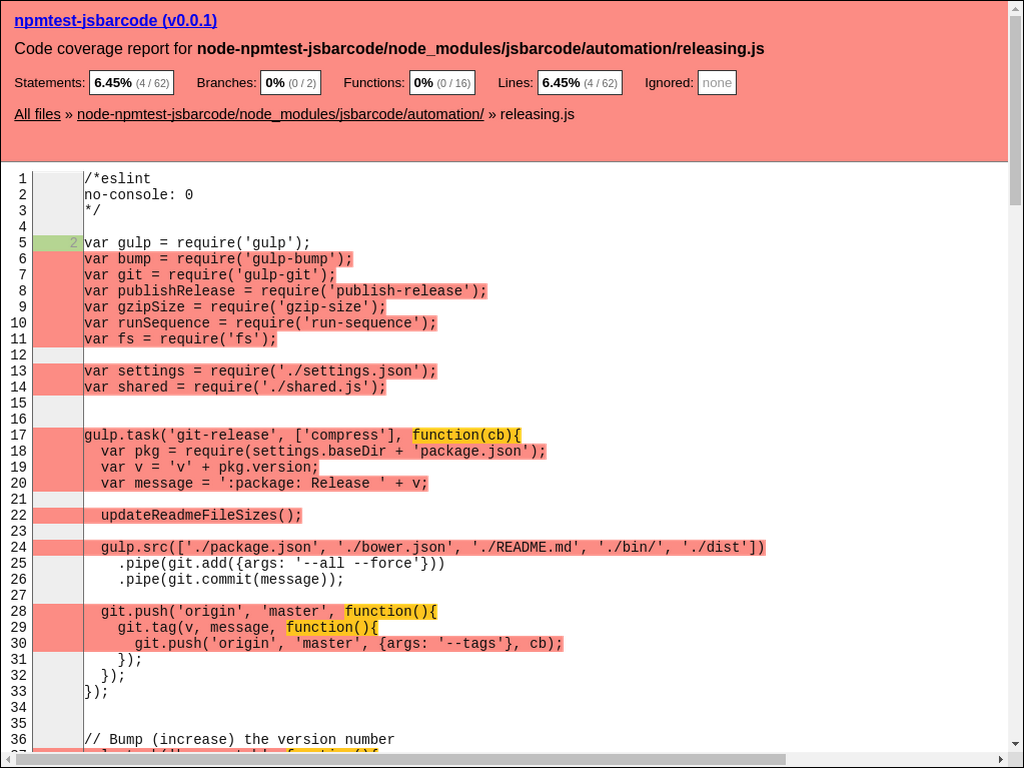 npmtest-jsbarcode (v0.0.1)
Code coverage report for node-npmtest-jsbarcode/node_modules/jsbarcode/automation/releasing.js
Statements: 6.45% (4 / 62) Branches: 0% (0 / 2) Functions: 0% (0 / 16) Lines: 6.45% (4 / 62) Ignored: none
All files » node-npmtest-jsbarcode/node_modules/jsbarcode/automation/ » releasing.js
1 /*eslint
2 no-console: 0
3 */
4
5 2 var gulp = require('gulp');
6 var bump = require('gulp-bump');
7 var git = require('gulp-git');
8 var publishRelease = require('publish-release');
9 var gzipSize = require('gzip-size');
10 var runSequence = require('run-sequence');
11 var fs = require('fs');
12
13 var settings = require('./settings.json');
14 var shared = require('./shared.js');
15
16
17 gulp.task('git-release', ['compress'], function(cb){
18   var pkg = require(settings.baseDir + 'package.json');
19   var v = 'v' + pkg.version;
20   var message = ':package: Release ' + v;
21
22   updateReadmeFileSizes();
23
24   gulp.src(['./package.json', './bower.json', './README.md', './bin/', './dist'])
25     .pipe(git.add({args: '--all --force'}))
26     .pipe(git.commit(message));
27
28   git.push('origin', 'master', function(){
29     git.tag(v, message, function(){
30       git.push('origin', 'master', {args: '--tags'}, cb);
31     });
32   });
33 });
34
35
36 // Bump (increase) the version number